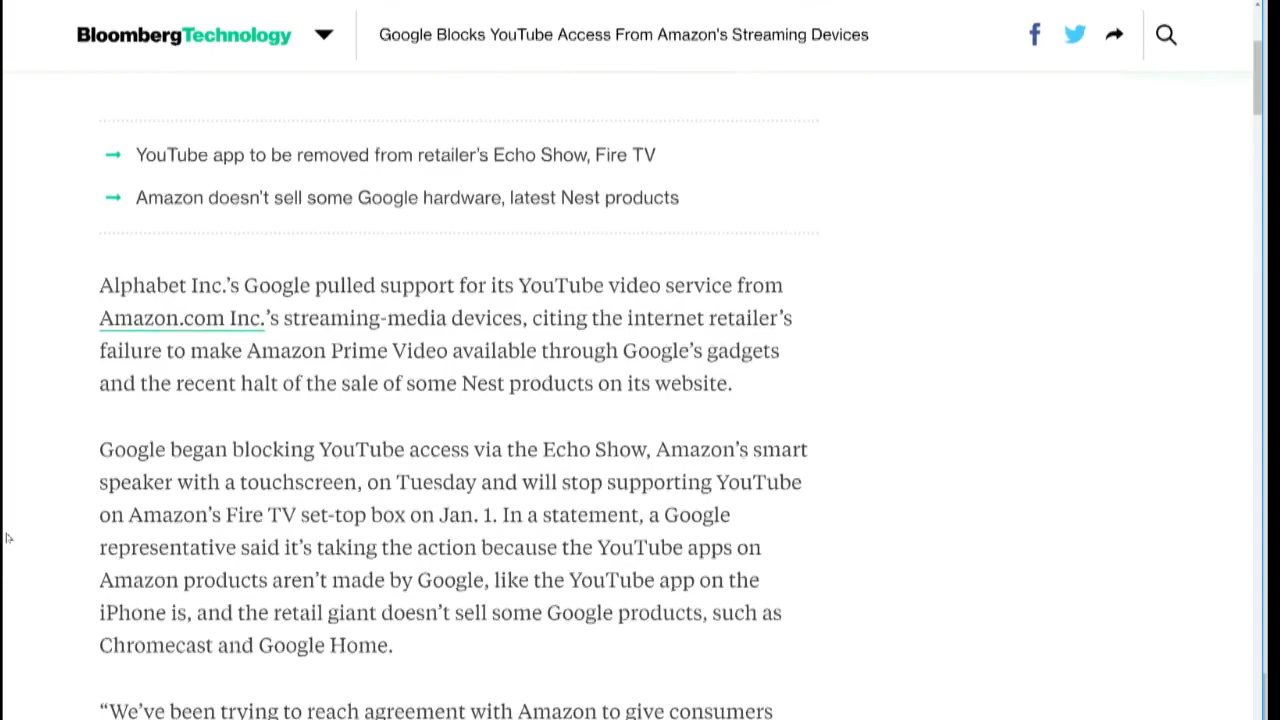 BloombergTechnology
Google Blocks YouTube Access From Amazon's Streaming Devices
YouTube app to be removed from retailer's Echo Show, Fire TV
Amazon doesn't sell some Google hardware, latest Nest products
Alphabet Inc.’s Google pulled support for its YouTube video service from
Amazon.com Inc.’s streaming-media devices, citing the internet retailer’s
failure to make Amazon Prime Video available through Google’s gadgets
and the recent halt of the sale of some Nest products on its website.
Google began blocking YouTube access via the Echo Show, Amazon’s smart
speaker with a touchscreen, on Tuesday and will stop supporting YouTube
on Amazon’s Fire TV set-top box on Jan. 1. In a statement, a Google
representative said it’s taking the action because the YouTube apps on
Amazon products aren’t made by Google, like the YouTube app on the
iPhone is, and the retail giant doesn’t sell some Google products, such as
Chromecast and Google Home.
“We’ve been trying to reach agreement with Amazon to give consumers